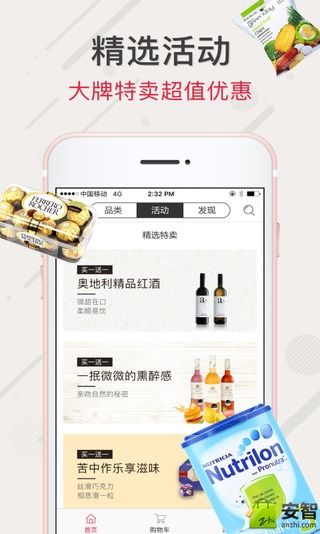 精选活动
大牌特卖超值优惠
FERRERO
ROCHER
中国移动 4G
2:32 PM
品类
活动
发现
精选特卖
买一送一
奥地利精品红酒
微甜在口
柔顺易饮
买一送一
一抿微微的熏醉感
亲吻自然的秘密
买一送一
苦中作乐享滋味
丝滑巧克力
相思黑一粒
首页
购物车
NUTRICIA
Nutrilon
Pronutra
安智
anzhi.com